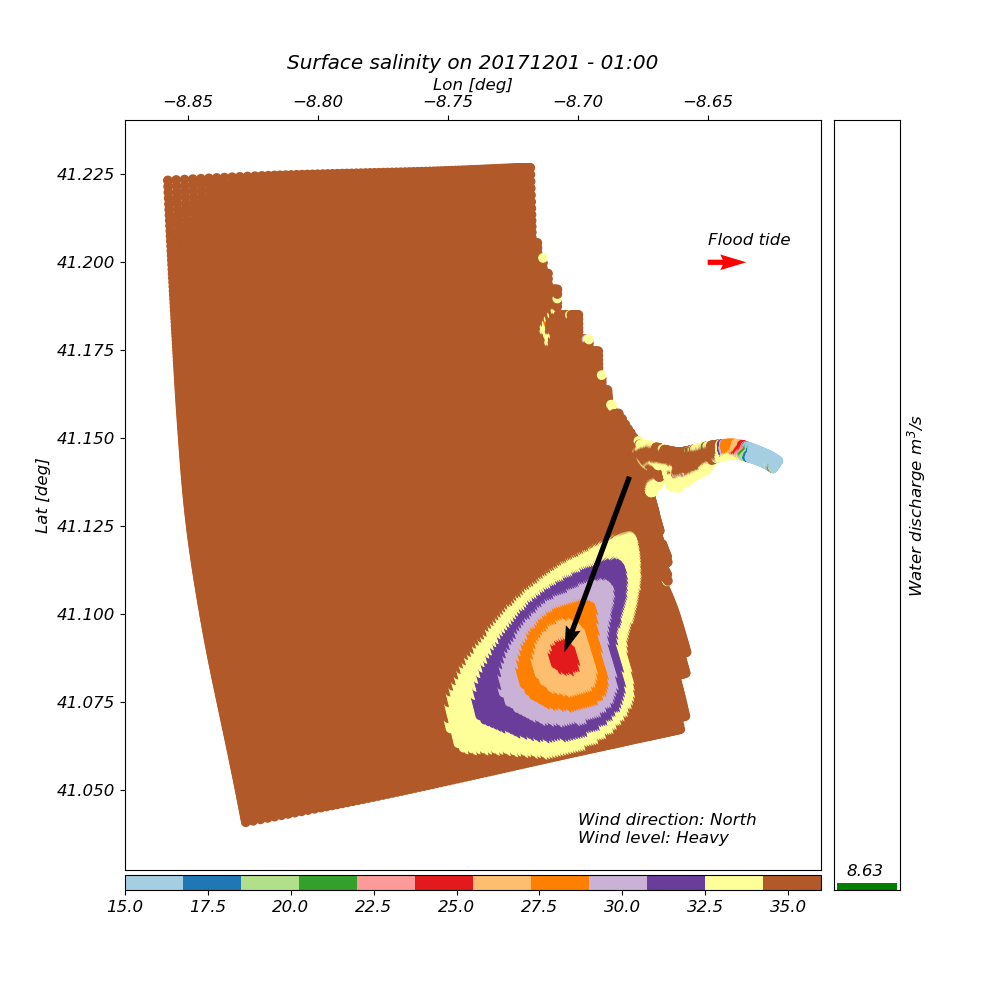 Surface salinity on 20171201 - 01:00
Lon [deg]
−8.85 −8.80 −8.75 −8.70 −8.65
41.225
41.200
41.175
41.150
41.125
41.100
41.075
41.050
Lat [deg]
Flood tide
Wind direction: North
Wind level: Heavy
15.0 17.5 20.0 22.5 25.0 27.5 30.0 32.5 35.0
8.63
Water discharge m³/s